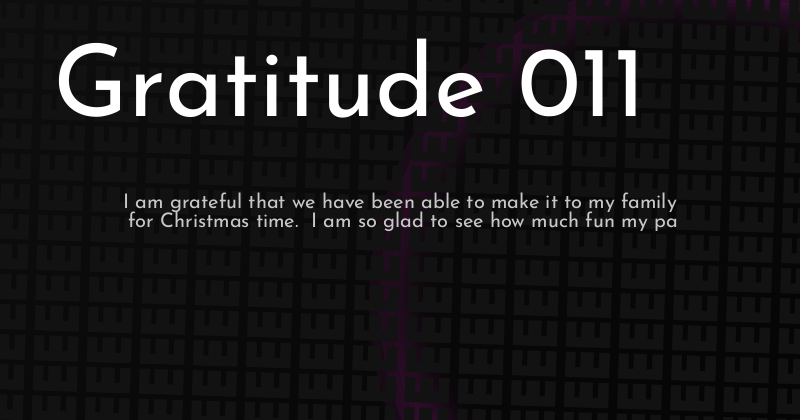 Gratitude 011
I am grateful that we have been able to make it to my family
for Christmas time.  I am so glad to see how much fun my pa